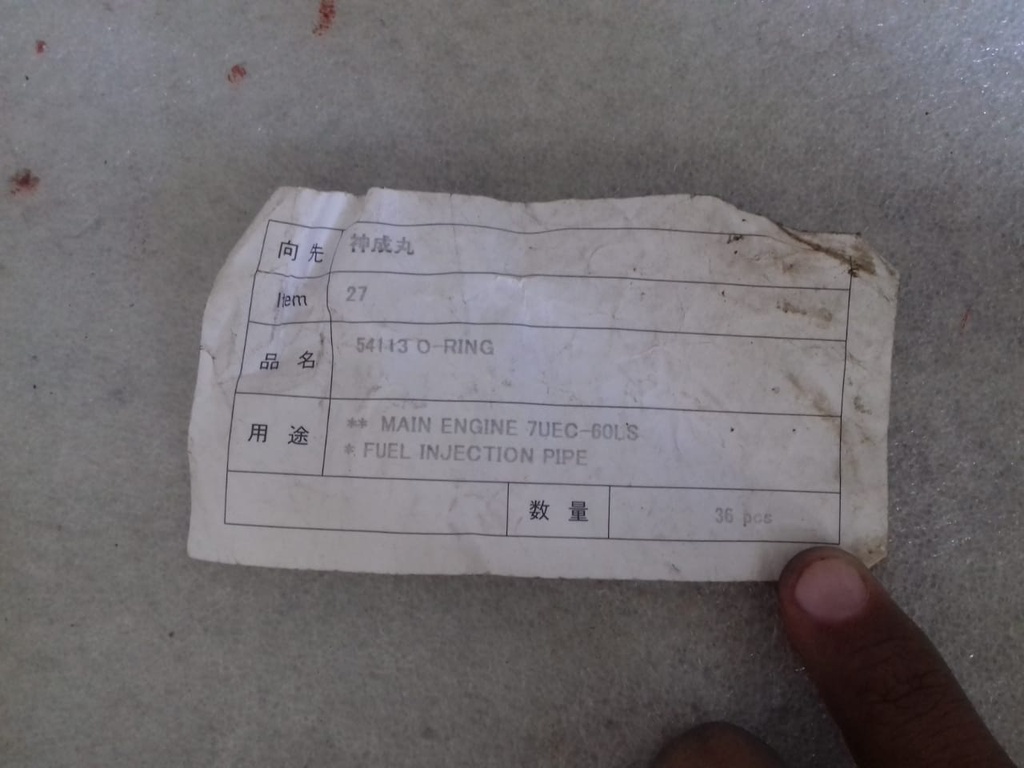 向先 神成丸
Item 27
品名 54113 O-RING
用途 ** MAIN ENGINE 7UEC-60LS
* FUEL INJECTION PIPE
数量 36 pcs